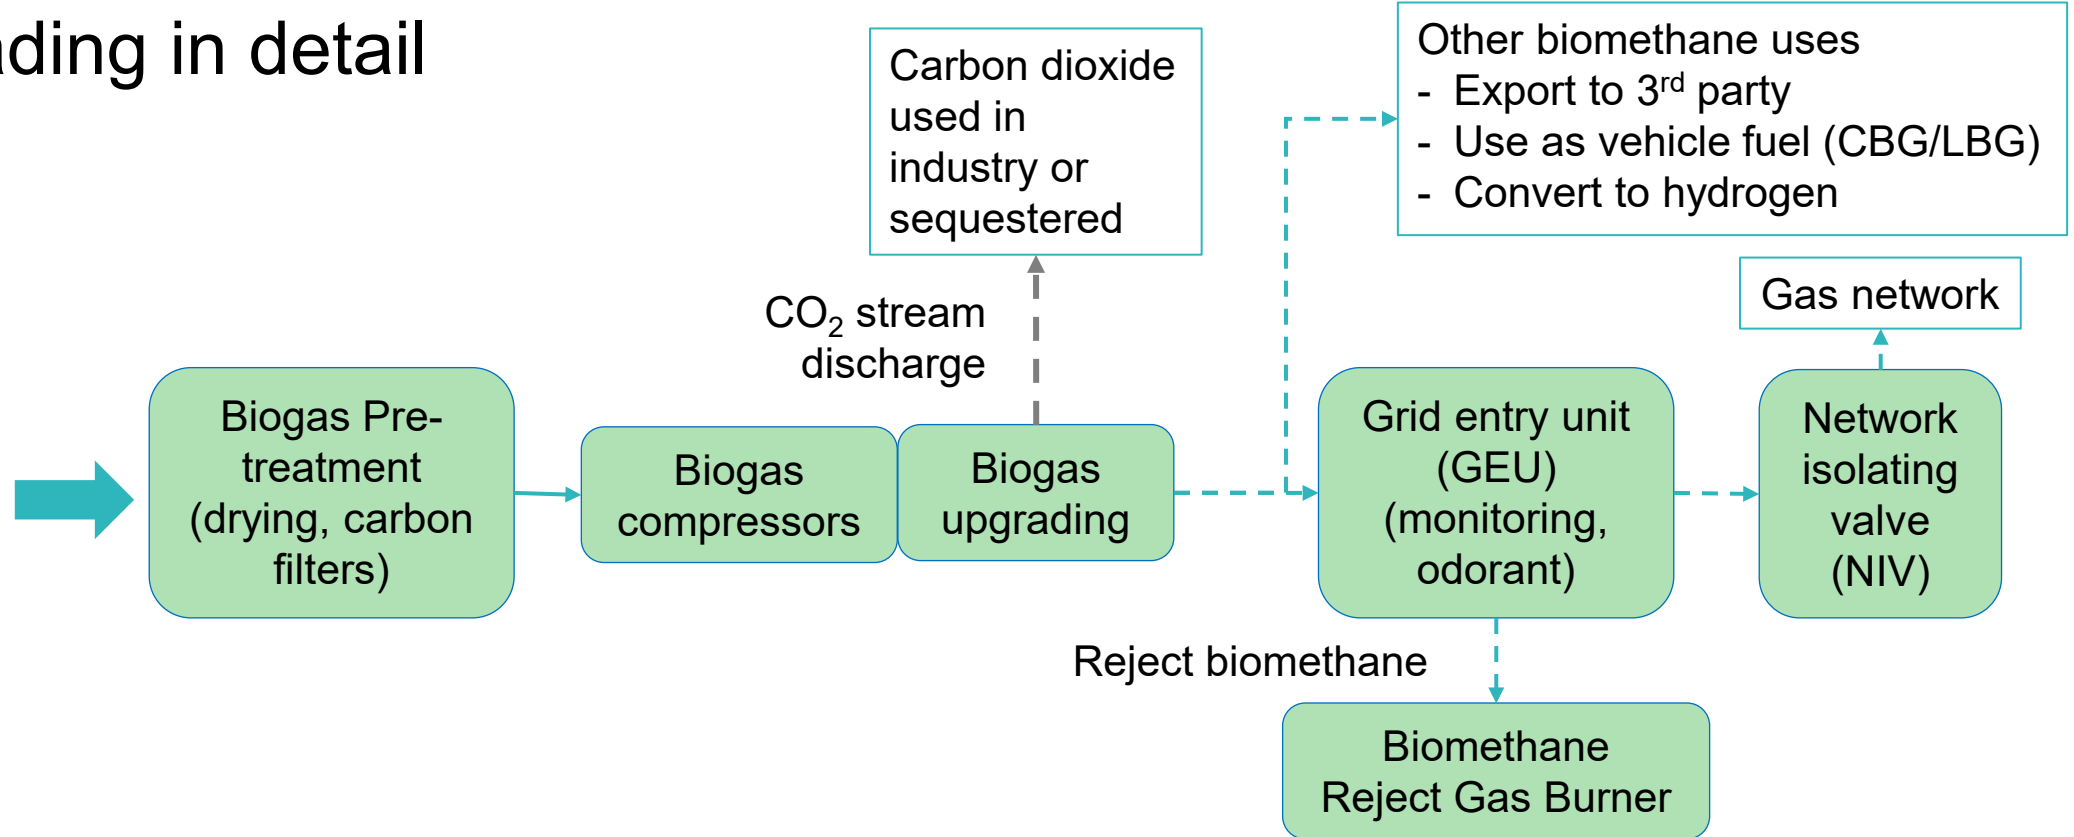 ading in detail
Carbon dioxide
used in
industry or
sequestered
Other biomethane uses
- Export to 3rd party
- Use as vehicle fuel (CBG/LBG)
- Convert to hydrogen
Gas network
CO2 stream
discharge
Biogas Pre-
treatment
(drying, carbon
filters)
Biogas
compressors
Biogas
upgrading
Grid entry unit
(GEU)
(monitoring,
odorant)
Network
isolating
valve
(NIV)
Reject biomethane
Biomethane
Reject Gas Burner